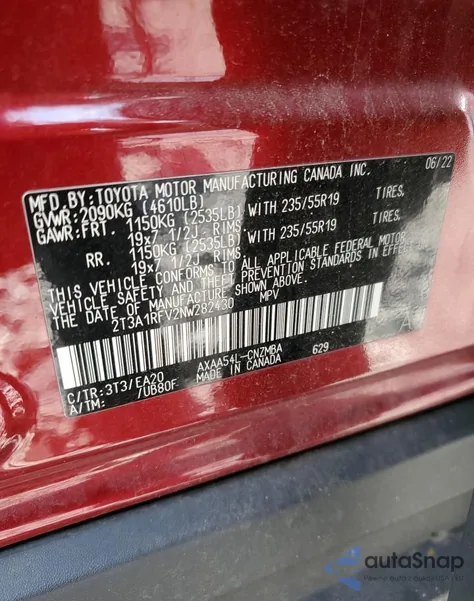 MFD.BY:TOYOTA MOTOR MANUFACTURING CANADA INC. 06/22
GVWR:2090KG (4610LB)
GAWR:FRT. 1150KG (2535LB) WITH 235/55R19 TIRES,
19x7 1/2J RIMS.
RR. 1150KG (2535LB) WITH 235/55R19 TIRES,
19x7 1/2J RIMS.
THIS VEHICLE CONFORMS TO ALL APPLICABLE FEDERAL MOTOR
VEHICLE SAFETY AND THEFT PREVENTION STANDARDS IN EFFECT ON
THE DATE OF MANUFACTURE SHOWN ABOVE.
2T3A1RFV2NW282430 MPV
C/TR:3T3/EA20 AXAA54L-CNZMBA 629
A/TM: /UB80F MADE IN CANADA
autoSnap